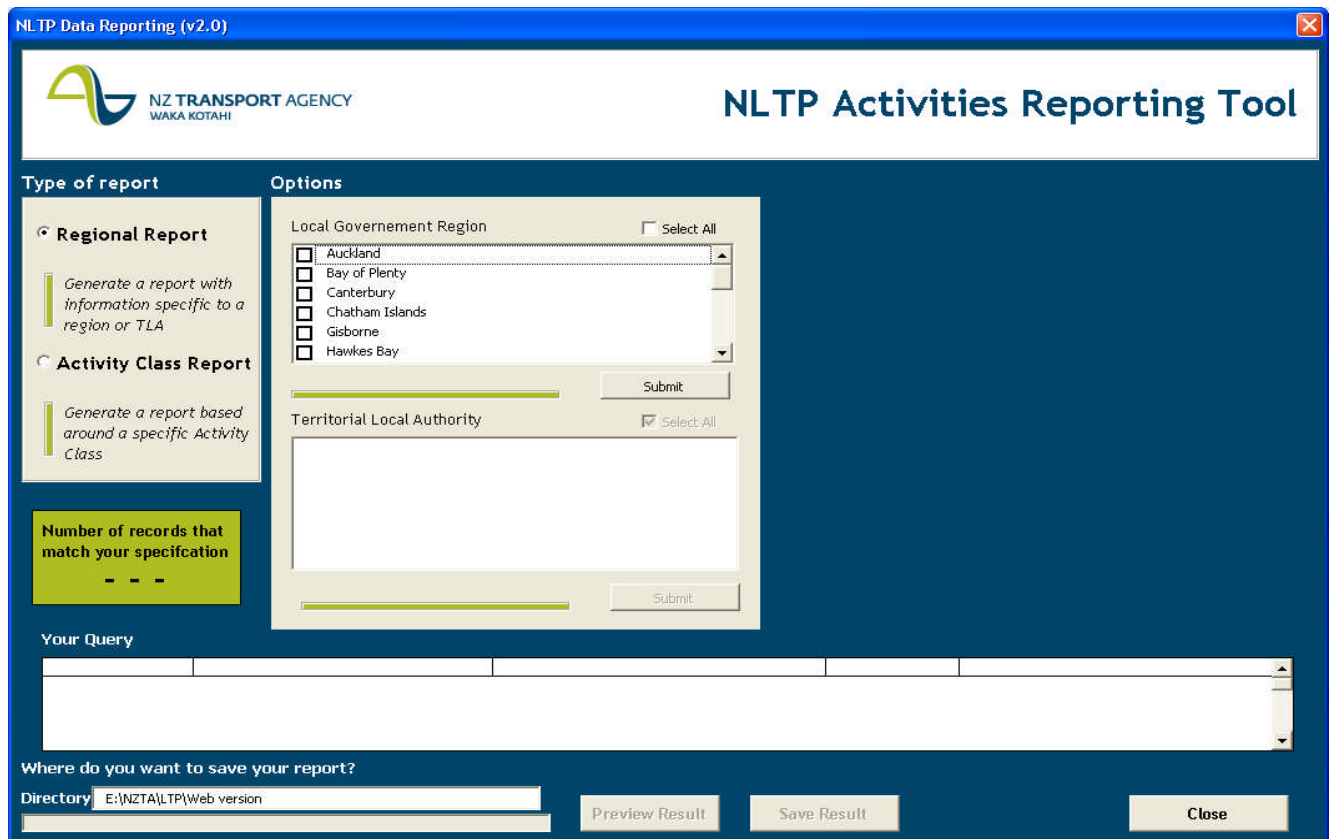 NLTP Data Reporting (v2.0)
NZ TRANSPORT AGENCY
WAKA KOTAHI
NLTP Activities Reporting Tool
Type of report
Regional Report
Generate a report with
information specific to a
region or TLA
Activity Class Report
Generate a report based
around a specific Activity
Class
Number of records that
match your specifcation
- - -
Options
Local Governement Region
Select All
Auckland
Bay of Plenty
Canterbury
Chatham Islands
Gisborne
Hawkes Bay
Submit
Territorial Local Authority
Select All
Submit
Your Query
Where do you want to save your report?
Directory E:\NZTA\LTP\Web version
Preview Result
Save Result
Close